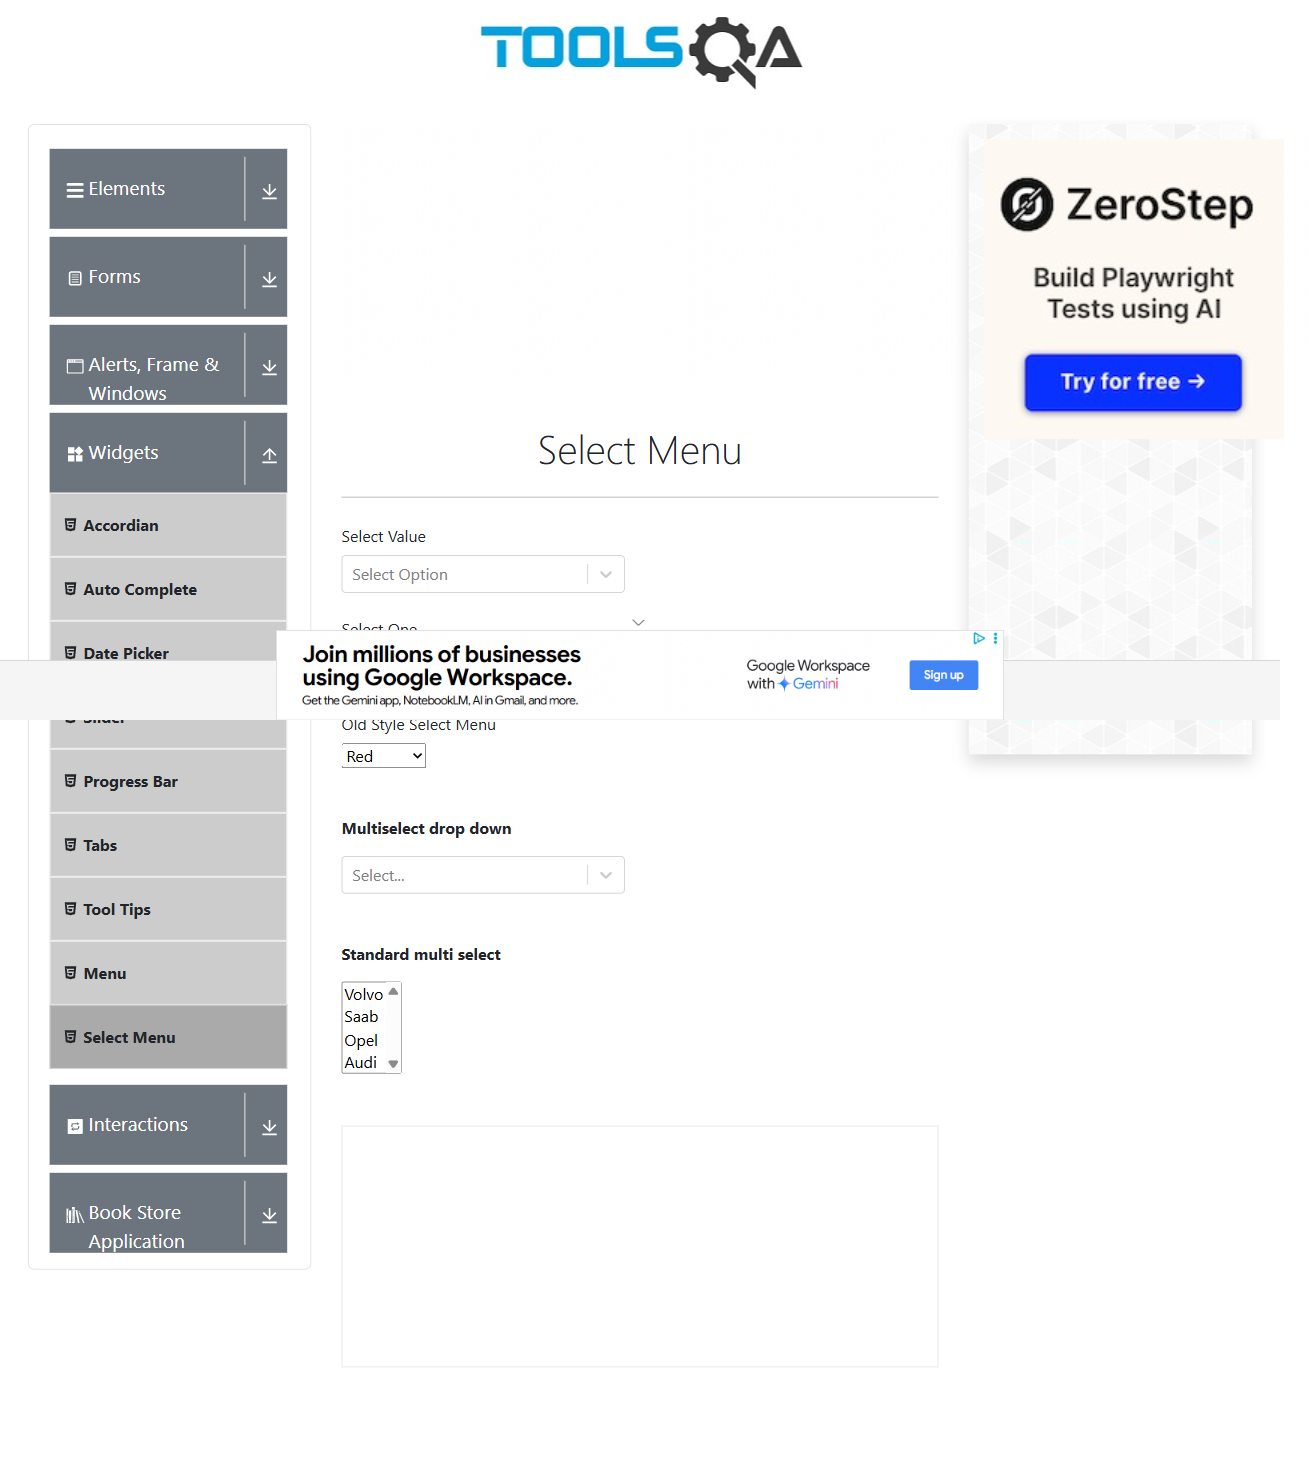 TOOLSQA
Elements
Forms
Alerts, Frame &
Windows
Widgets
Accordian
Auto Complete
Date Picker
Slider
Progress Bar
Tabs
Tool Tips
Menu
Select Menu
Interactions
Book Store
Application
Select Menu
Select Value
Select Option
Select One
Join millions of businesses
using Google Workspace.
Get the Gemini app, NotebookLM, AI in Gmail, and more.
Google Workspace
with Gemini
Sign up
Old Style Select Menu
Red
Multiselect drop down
Select...
Standard multi select
Volvo
Saab
Opel
Audi
ZeroStep
Build Playwright
Tests using AI
Try for free →